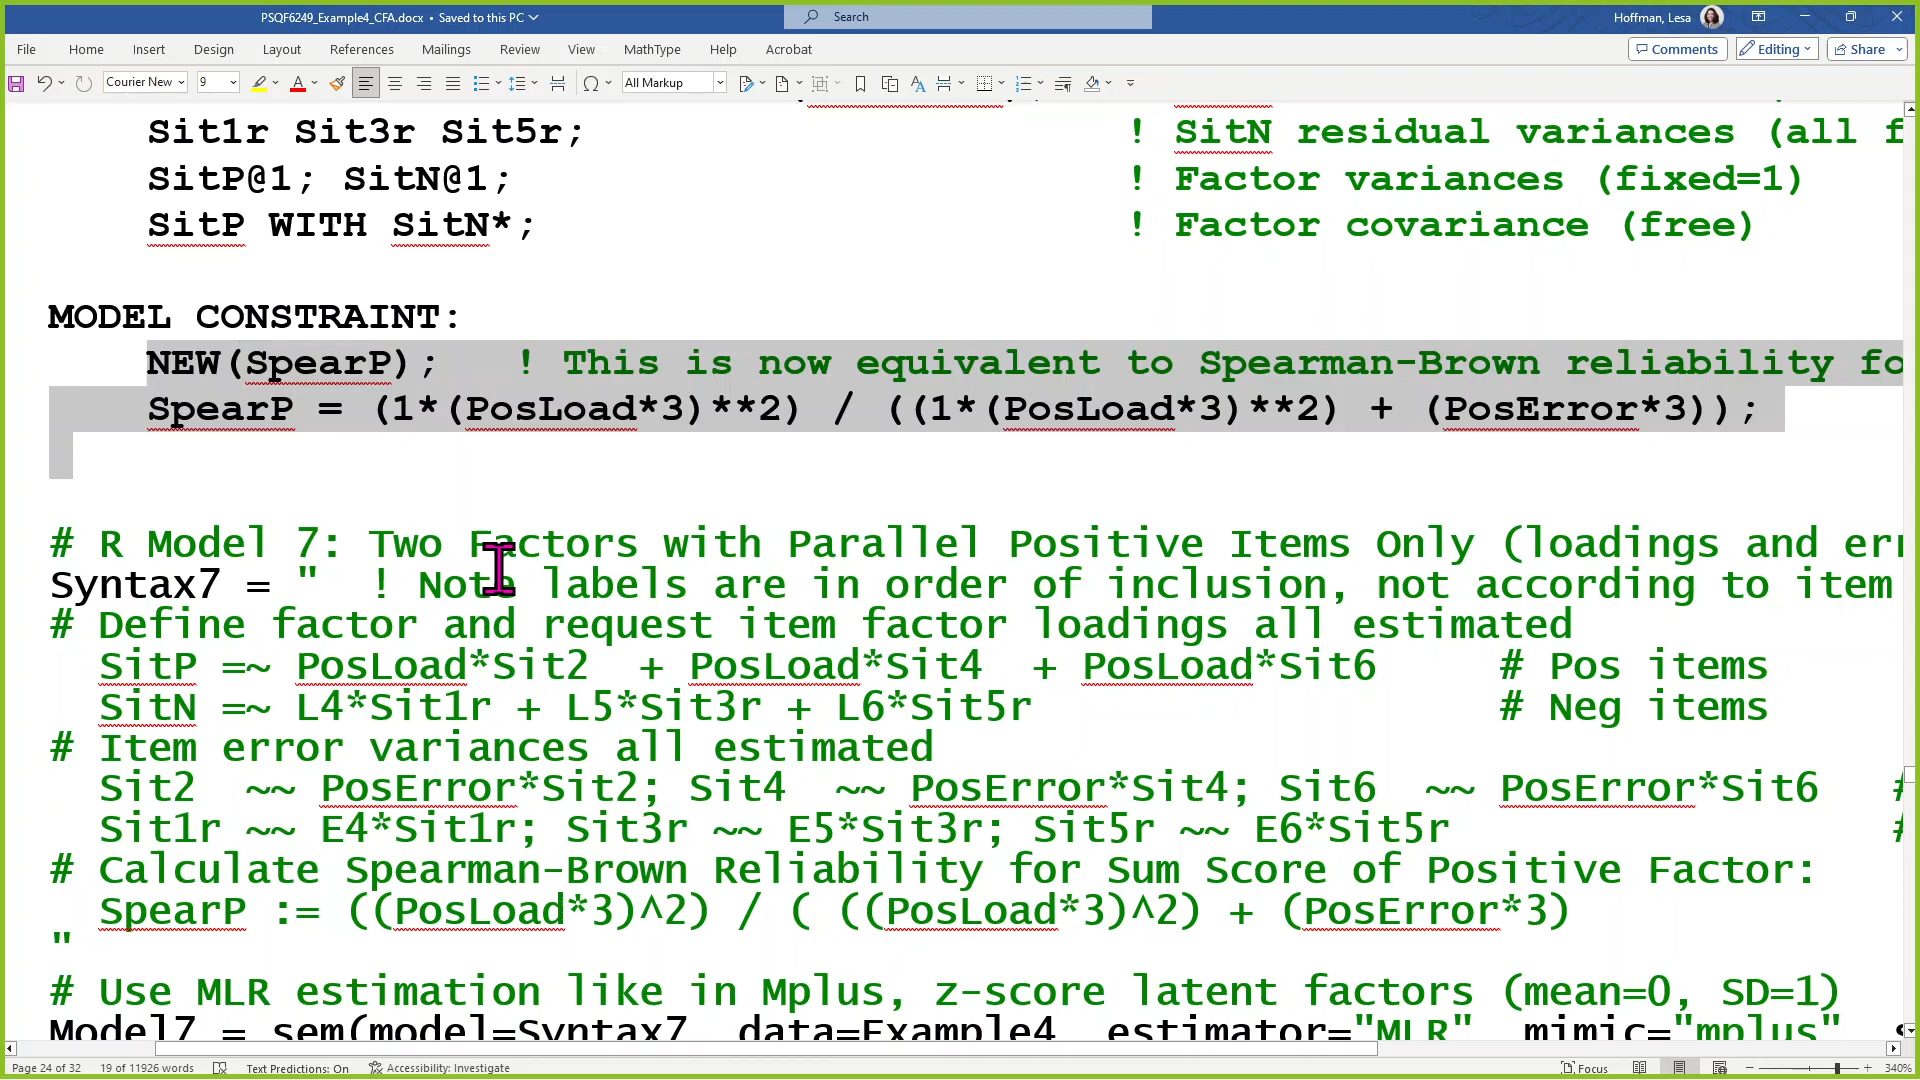 PSQF6249_Example4_CFA.docx • Saved to this PC
Search
Hoffman, Lesa
File Home Insert Design Layout References Mailings Review View MathType Help Acrobat
Comments Editing Share
Courier New 9 All Markup
Sit1r Sit3r Sit5r; ! SitN residual variances (all f
SitP@1; SitN@1; ! Factor variances (fixed=1)
SitP WITH SitN*; ! Factor covariance (free)
MODEL CONSTRAINT:
NEW(SpearP); ! This is now equivalent to Spearman-Brown reliability fo
SpearP = (1*(PosLoad*3)**2) / ((1*(PosLoad*3)**2) + (PosError*3));
# R Model 7: Two Factors with Parallel Positive Items Only (loadings and err
Syntax7 = " ! Note labels are in order of inclusion, not according to item
# Define factor and request item factor loadings all estimated
SitP =~ PosLoad*Sit2 + PosLoad*Sit4 + PosLoad*Sit6 # Pos items
SitN =~ L4*Sit1r + L5*Sit3r + L6*Sit5r # Neg items
# Item error variances all estimated
Sit2 ~~ PosError*Sit2; Sit4 ~~ PosError*Sit4; Sit6 ~~ PosError*Sit6 #
Sit1r ~~ E4*Sit1r; Sit3r ~~ E5*Sit3r; Sit5r ~~ E6*Sit5r #
# Calculate Spearman-Brown Reliability for Sum Score of Positive Factor:
SpearP := ((PosLoad*3)^2) / ( ((PosLoad*3)^2) + (PosError*3)
"
# Use MLR estimation like in Mplus, z-score latent factors (mean=0, SD=1)
Model7 = sem(model=Syntax7, data=Example4, estimator="MLR", mimic="mplus", s
Page 24 of 32 19 of 11926 words Text Predictions: On Accessibility: Investigate Focus 340%